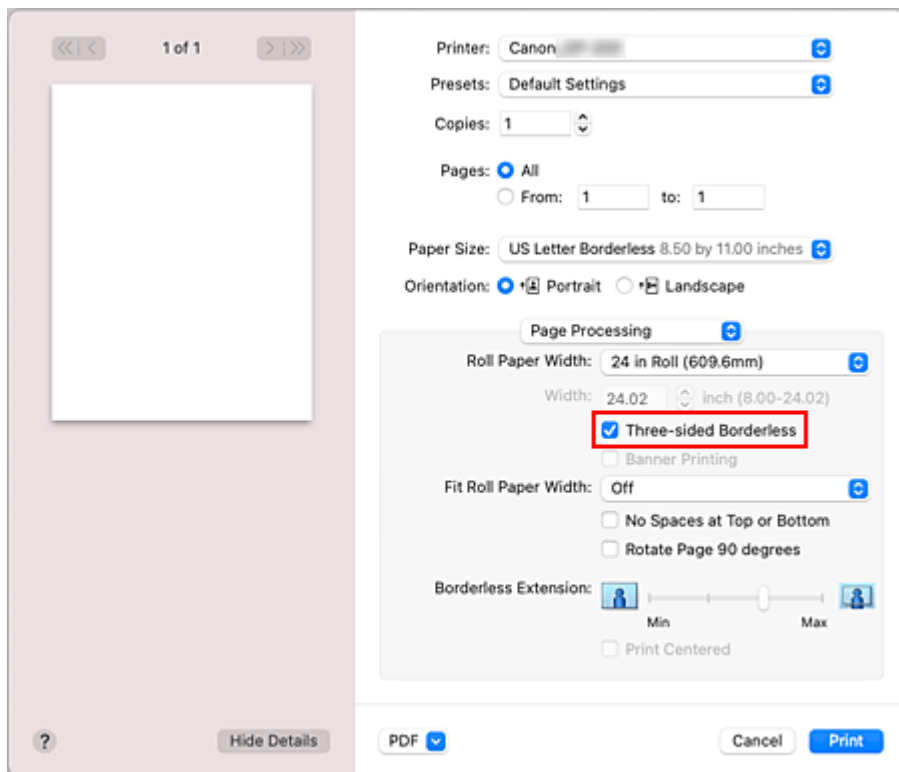 1 of 1
Printer: Canon
Presets: Default Settings
Copies: 1
Pages: All
From: 1 to: 1
Paper Size: US Letter Borderless 8.50 by 11.00 inches
Orientation: Portrait Landscape
Page Processing
Roll Paper Width: 24 in Roll (609.6mm)
Width: 24.02 inch (8.00-24.02)
Three-sided Borderless
Banner Printing
Fit Roll Paper Width: Off
No Spaces at Top or Bottom
Rotate Page 90 degrees
Borderless Extension:
Min Max
Print Centered
? Hide Details PDF Cancel Print